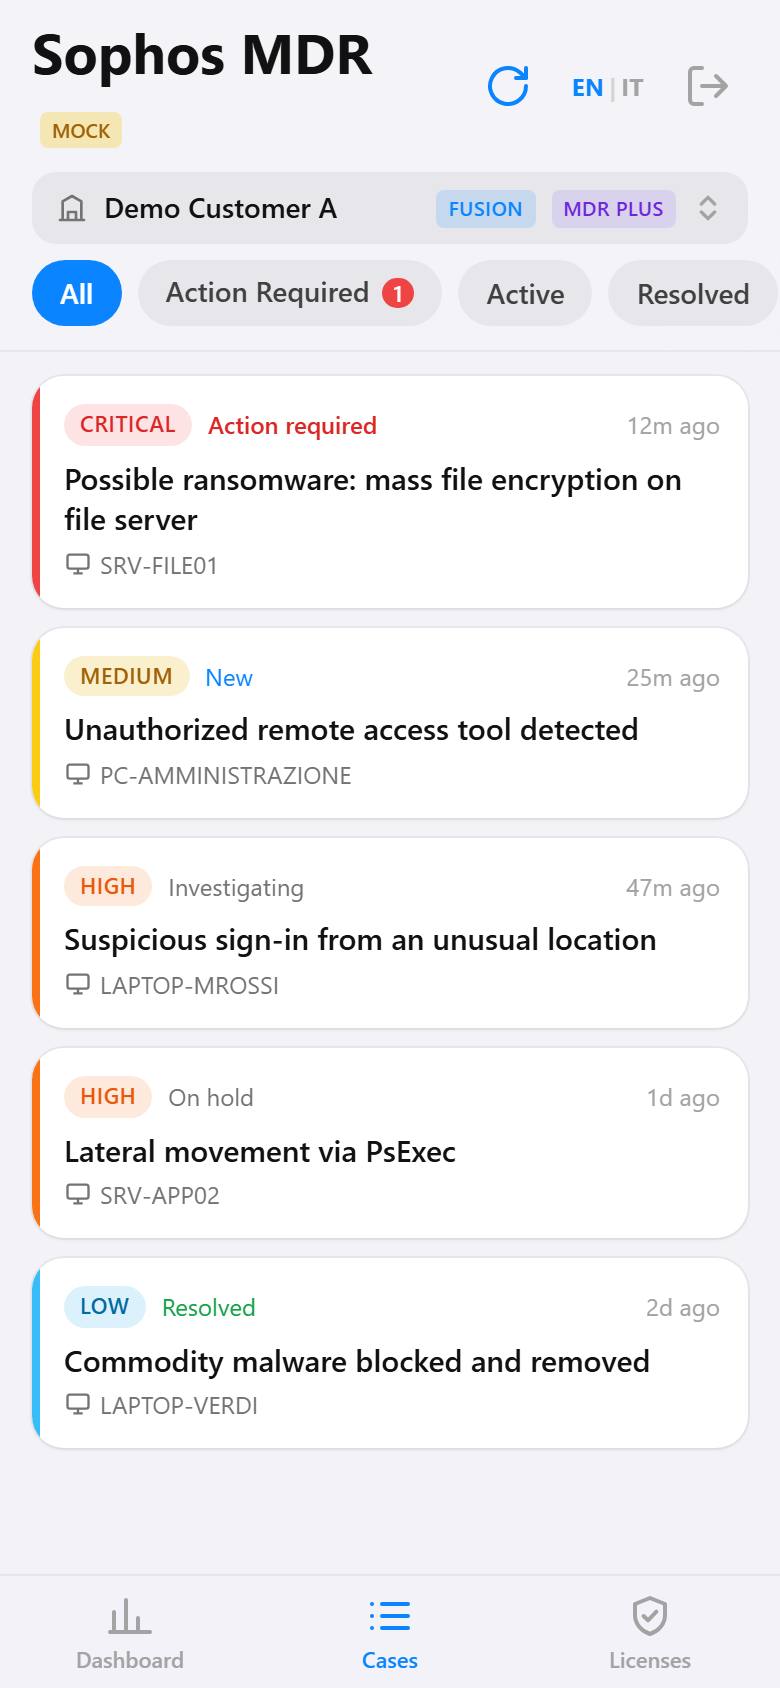 Sophos MDR
EN | IT
MOCK
Demo Customer A FUSION MDR PLUS
All Action Required 1 Active Resolved
CRITICAL Action required 12m ago
Possible ransomware: mass file encryption on
file server
SRV-FILE01
MEDIUM New 25m ago
Unauthorized remote access tool detected
PC-AMMINISTRAZIONE
HIGH Investigating 47m ago
Suspicious sign-in from an unusual location
LAPTOP-MROSSI
HIGH On hold 1d ago
Lateral movement via PsExec
SRV-APP02
LOW Resolved 2d ago
Commodity malware blocked and removed
LAPTOP-VERDI
Dashboard Cases Licenses